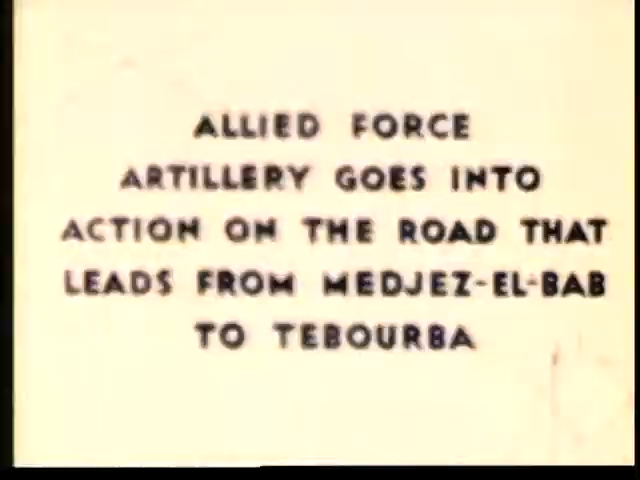 ALLIED FORCE
ARTILLERY GOES INTO
ACTION ON THE ROAD THAT
LEADS FROM MEDJEZ-EL-BAB
TO TEBOURBA